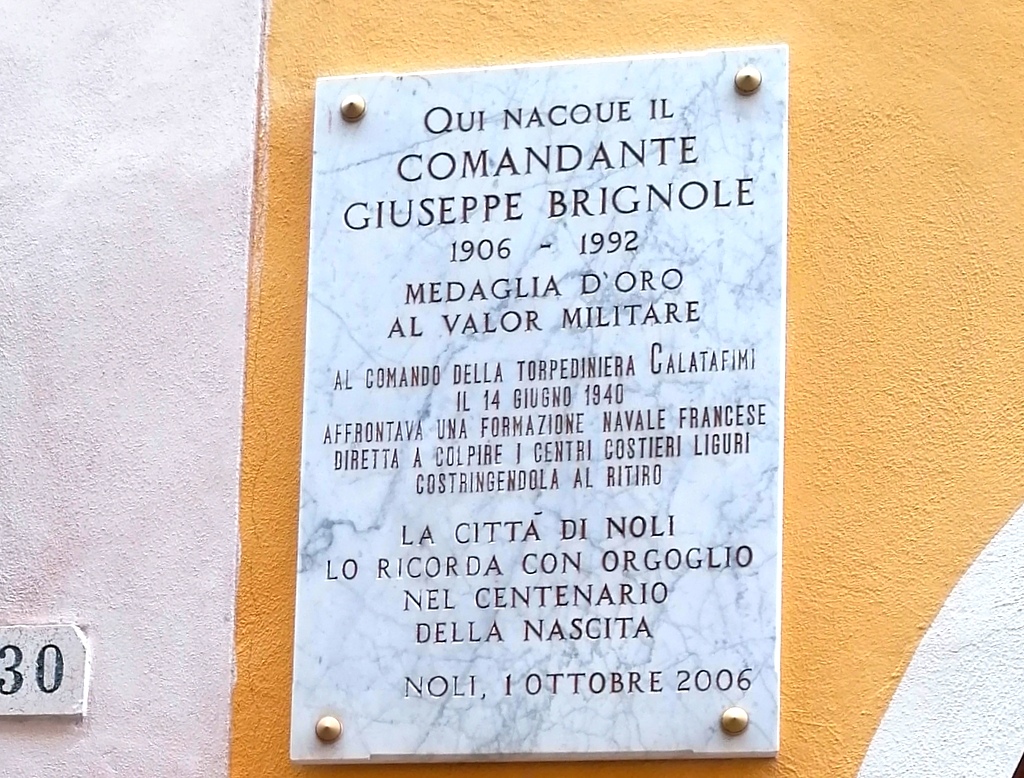 QUI NACQUE IL
COMANDANTE
GIUSEPPE BRIGNOLE
1906 - 1992
MEDAGLIA D'ORO
AL VALOR MILITARE
AL COMANDO DELLA TORPEDINIERA CALATAFIMI
IL 14 GIUGNO 1940
AFFRONTAVA UNA FORMAZIONE NAVALE FRANCESE
DIRETTA A COLPIRE I CENTRI COSTIERI LIGURI
COSTRINGENDOLA AL RITIRO
LA CITTÀ DI NOLI
LO RICORDA CON ORGOGLIO
NEL CENTENARIO
DELLA NASCITA
NOLI, 1 OTTOBRE 2006
30